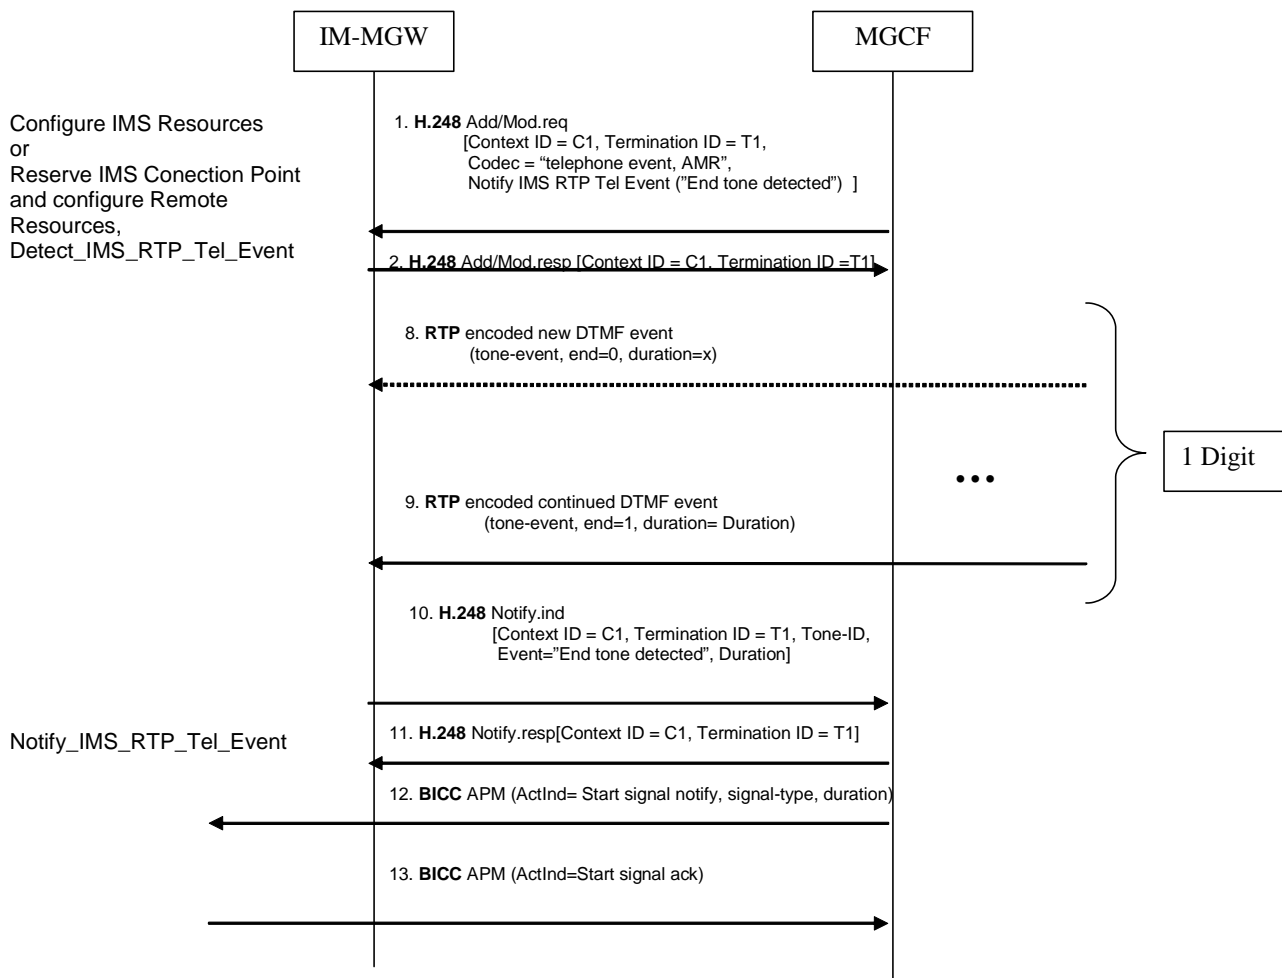 IM-MGW
MGCF
Configure IMS Resources
or
Reserve IMS Conection Point
and configure Remote
Resources,
Detect_IMS_RTP_Tel_Event
1. H.248 Add/Mod.req
[Context ID = C1, Termination ID = T1,
Codec = “telephone event, AMR”,
Notify IMS RTP Tel Event (”End tone detected”) ]
2. H.248 Add/Mod.resp [Context ID = C1, Termination ID =T1]
8. RTP encoded new DTMF event
(tone-event, end=0, duration=x)
1 Digit
...
9. RTP encoded continued DTMF event
(tone-event, end=1, duration= Duration)
10. H.248 Notify.ind
[Context ID = C1, Termination ID = T1, Tone-ID,
Event=”End tone detected”, Duration]
Notify_IMS_RTP_Tel_Event
11. H.248 Notify.resp[Context ID = C1, Termination ID = T1]
12. BICC APM (ActInd= Start signal notify, signal-type, duration)
13. BICC APM (ActInd=Start signal ack)